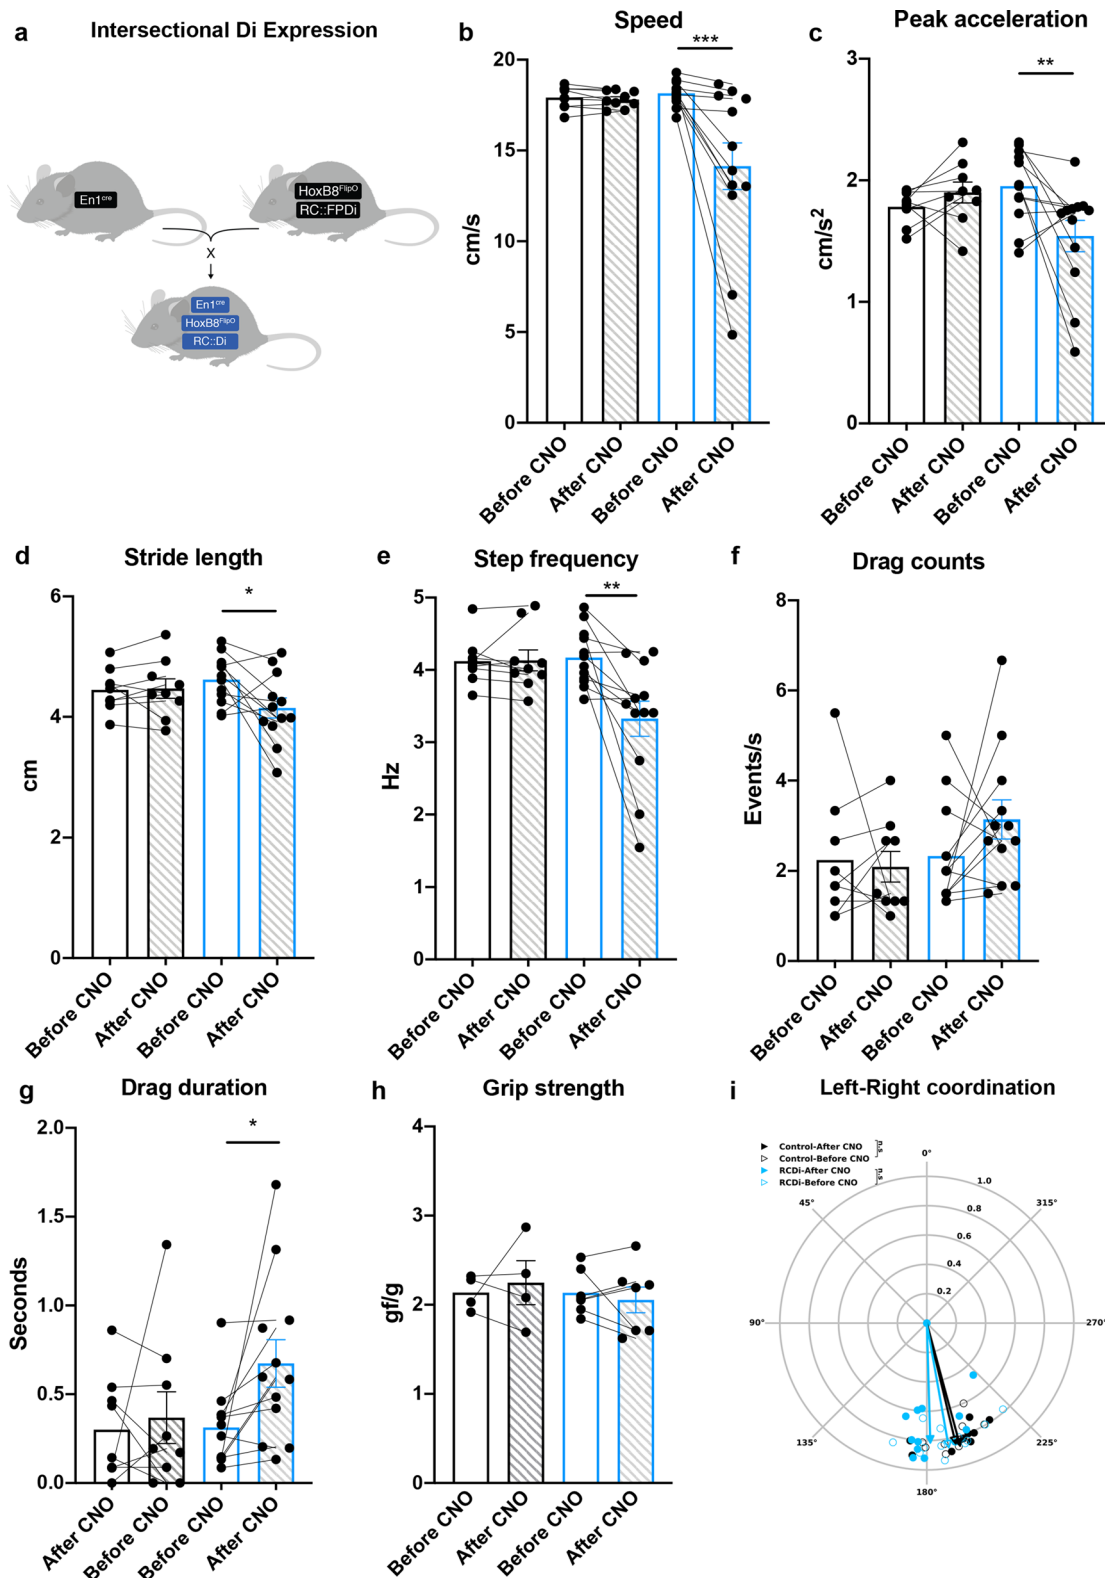 a
Intersectional Di Expression
En1cre
HoxB8FlipO
RC::FPDi
X
En1cre
HoxB8FlipO
RC::Di
b
Speed
***
20
15
10
5
0
cm/s
Before CNO
After CNO
Before CNO
After CNO
c
Peak acceleration
**
3
2
1
0
cm/s2
Before CNO
After CNO
Before CNO
After CNO
d
Stride length
*
6
4
2
0
cm
Before CNO
After CNO
Before CNO
After CNO
e
Step frequency
**
5
4
3
2
1
0
Hz
Before CNO
After CNO
Before CNO
After CNO
f
Drag counts
8
6
4
2
0
Events/s
Before CNO
After CNO
Before CNO
After CNO
g
Drag duration
*
2.0
1.5
1.0
0.5
0.0
Seconds
After CNO
Before CNO
Before CNO
After CNO
h
Grip strength
4
3
2
1
0
gf/g
Before CNO
After CNO
Before CNO
After CNO
i
Left-Right coordination
Control-After CNO
Control-Before CNO
n.s
RCDi-After CNO
RCDi-Before CNO
n.s
0°
315°
270°
225°
180°
135°
90°
45°
1.0
0.8
0.6
0.4
0.2